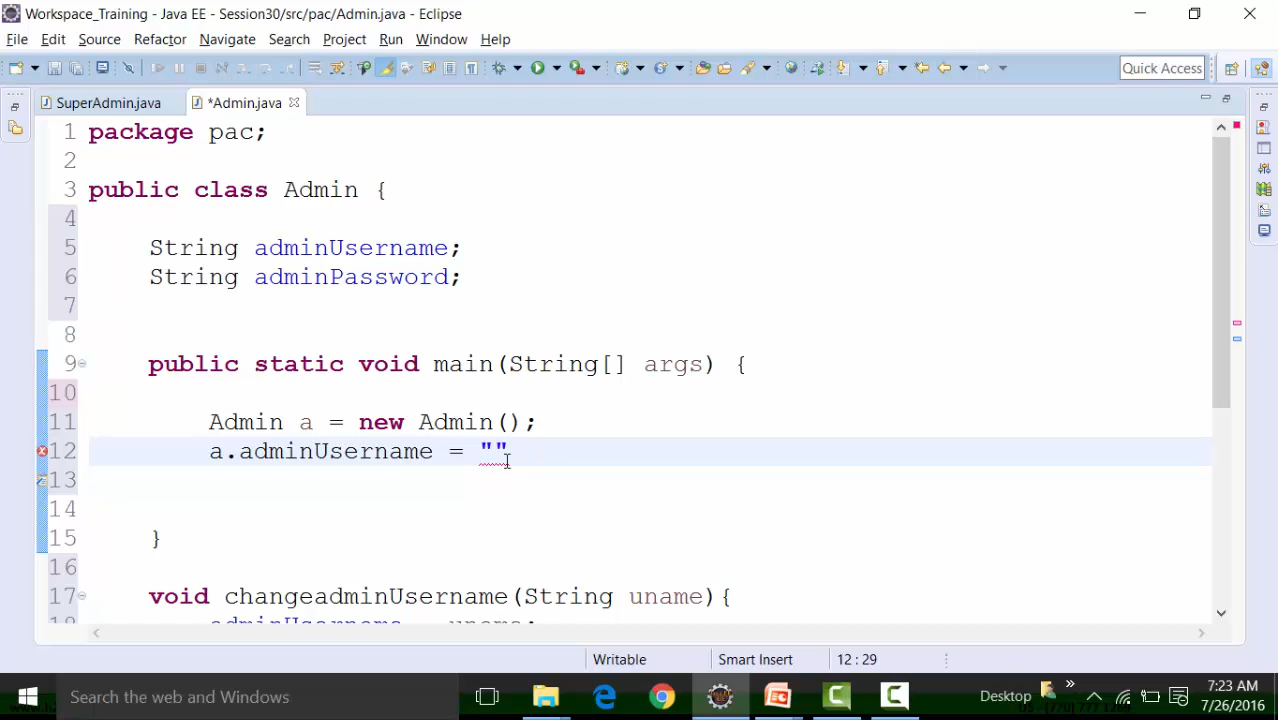 Workspace_Training - Java EE - Session30/src/pac/Admin.java - Eclipse
File Edit Source Refactor Navigate Search Project Run Window Help
Quick Access
SuperAdmin.java *Admin.java
1 package pac;
2
3 public class Admin {
4
5 String adminUsername;
6 String adminPassword;
7
8
9 public static void main(String[] args) {
10
11 Admin a = new Admin();
12 a.adminUsername = ""
13
14
15 }
16
17 void changeadminUsername(String uname){
18 adminUsername = uname;
Writable Smart Insert 12 : 29
Search the web and Windows
Desktop
7:23 AM
7/26/2016